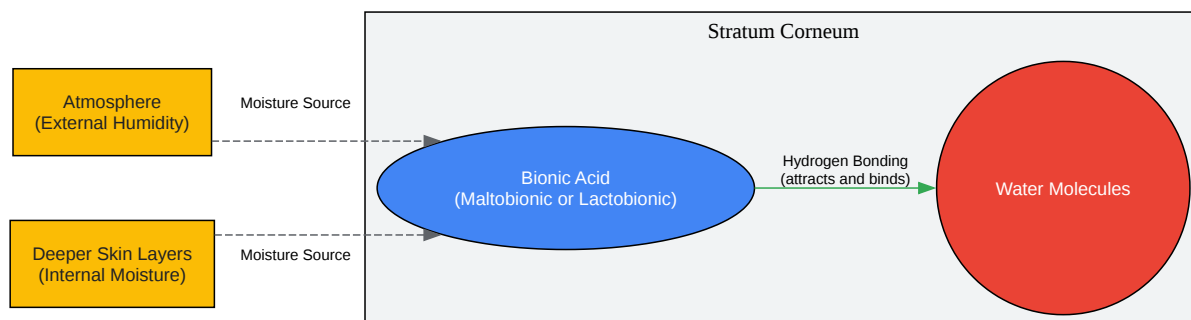 Stratum Corneum
Atmosphere
(External Humidity)
Moisture Source
Bionic Acid
(Maltobionic or Lactobionic)
Hydrogen Bonding
(attracts and binds)
Water Molecules
Deeper Skin Layers
(Internal Moisture)
Moisture Source